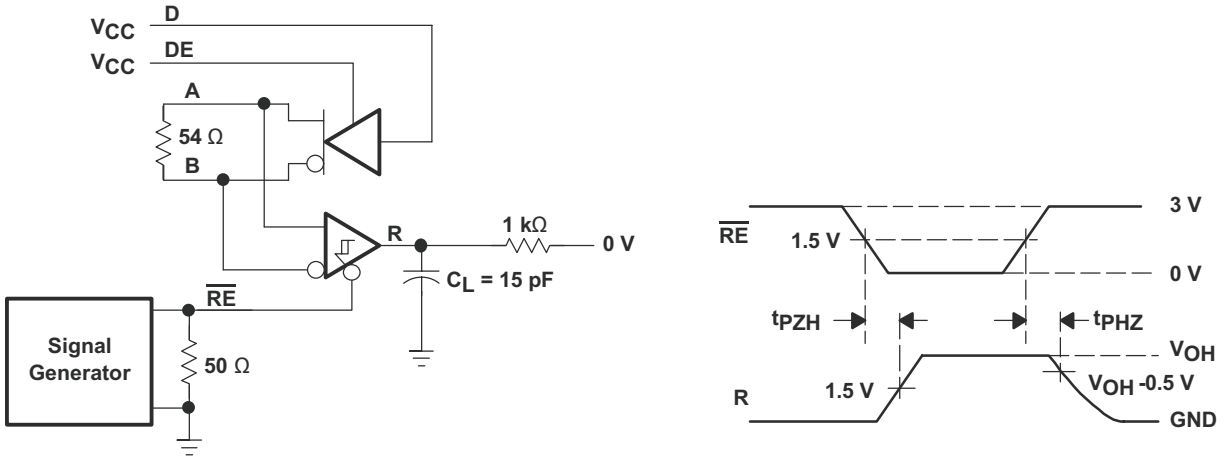 D
VCC
DE
VCC
A
54 Ω
B
R
1 kΩ
0 V
CL = 15 pF
RE
Signal
Generator
50 Ω
3 V
RE
1.5 V
0 V
tPZH
tPHZ
VOH
1.5 V
VOH -0.5 V
R
GND